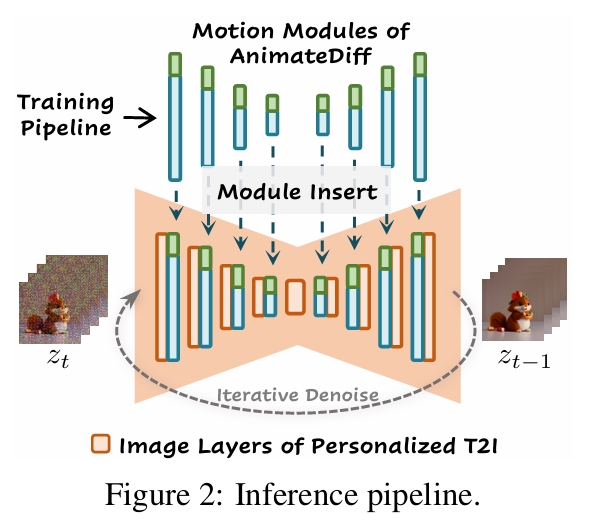 Motion Modules of
AnimateDiff
Training
Pipeline
Module Insert
z_t
z_{t-1}
Iterative Denoise
Image Layers of Personalized T2I
Figure 2: Inference pipeline.